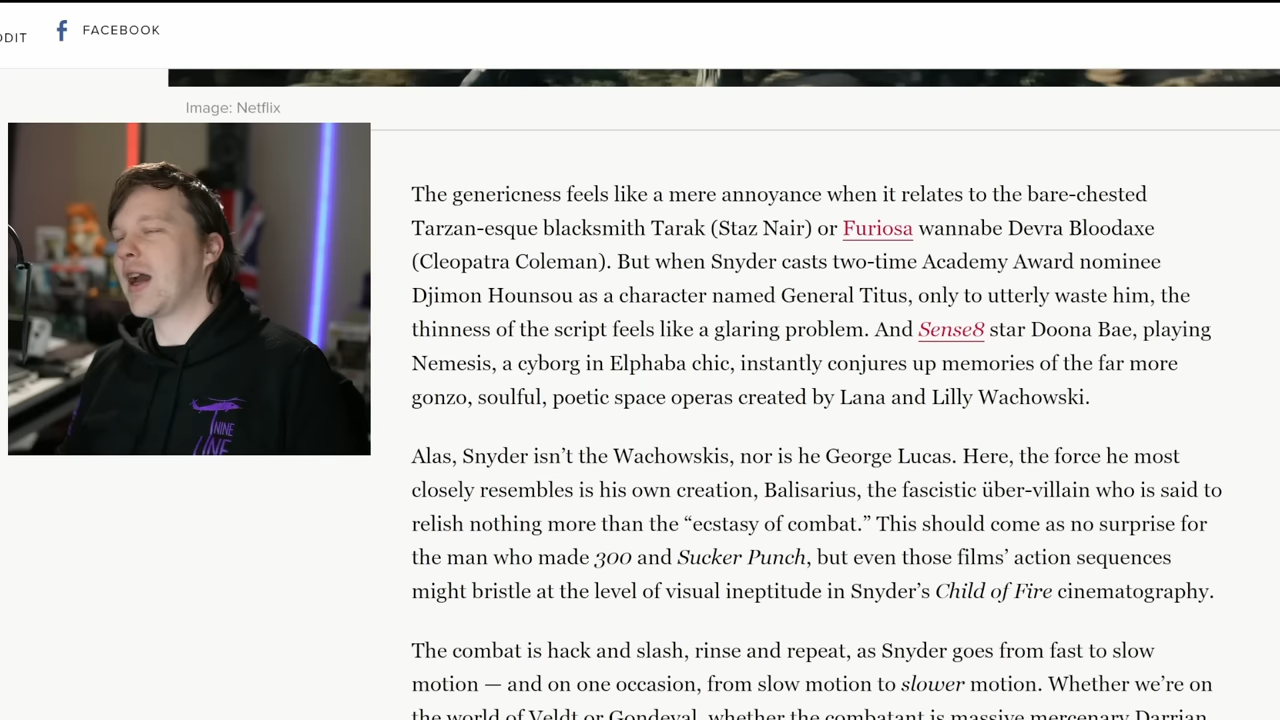 DDIT
FACEBOOK
Image: Netflix
The genericness feels like a mere annoyance when it relates to the bare-chested
Tarzan-esque blacksmith Tarak (Staz Nair) or Furiosa wannabe Devra Bloodaxe
(Cleopatra Coleman). But when Snyder casts two-time Academy Award nominee
Djimon Hounsou as a character named General Titus, only to utterly waste him, the
thinness of the script feels like a glaring problem. And Sense8 star Doona Bae, playing
Nemesis, a cyborg in Elphaba chic, instantly conjures up memories of the far more
gonzo, soulful, poetic space operas created by Lana and Lilly Wachowski.
Alas, Snyder isn’t the Wachowskis, nor is he George Lucas. Here, the force he most
closely resembles is his own creation, Balisarius, the fascistic über-villain who is said to
relish nothing more than the “ecstasy of combat.” This should come as no surprise for
the man who made 300 and Sucker Punch, but even those films’ action sequences
might bristle at the level of visual ineptitude in Snyder’s Child of Fire cinematography.
The combat is hack and slash, rinse and repeat, as Snyder goes from fast to slow
motion — and on one occasion, from slow motion to slower motion. Whether we’re on
the world of Veldt or Gondeval, whether the combatant is massive mercenary Darrian
NINE